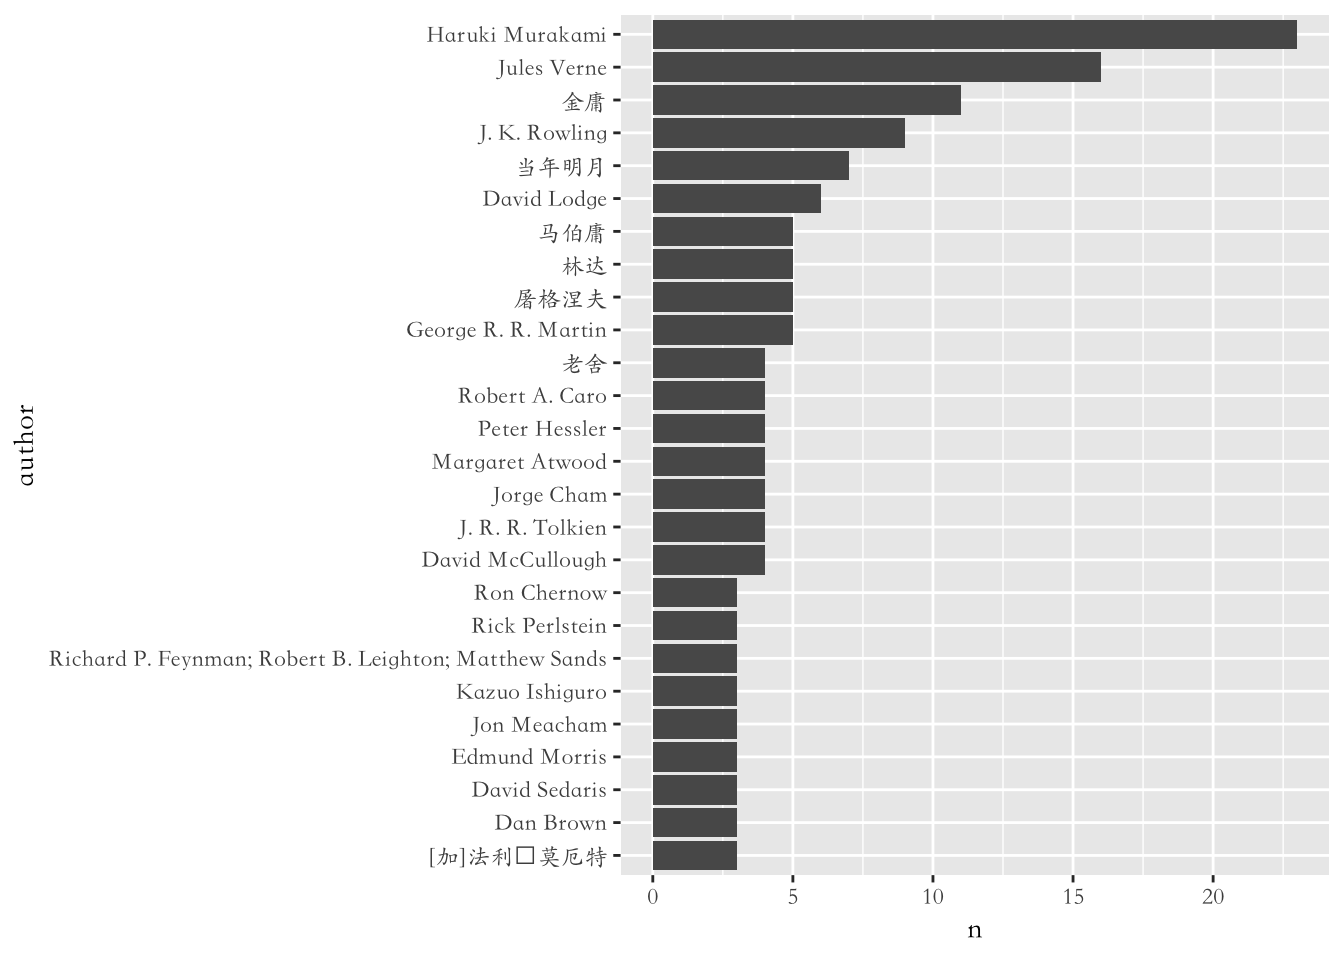 Haruki Murakami
Jules Verne
金庸
J. K. Rowling
当年明月
David Lodge
马伯庸
林达
屠格涅夫
George R. R. Martin
老舍
Robert A. Caro
Peter Hessler
Margaret Atwood
Jorge Cham
J. R. R. Tolkien
David McCullough
Ron Chernow
Rick Perlstein
Richard P. Feynman; Robert B. Leighton; Matthew Sands
Kazuo Ishiguro
Jon Meacham
Edmund Morris
David Sedaris
Dan Brown
[加]法利□莫厄特
author
0 5 10 15 20
n